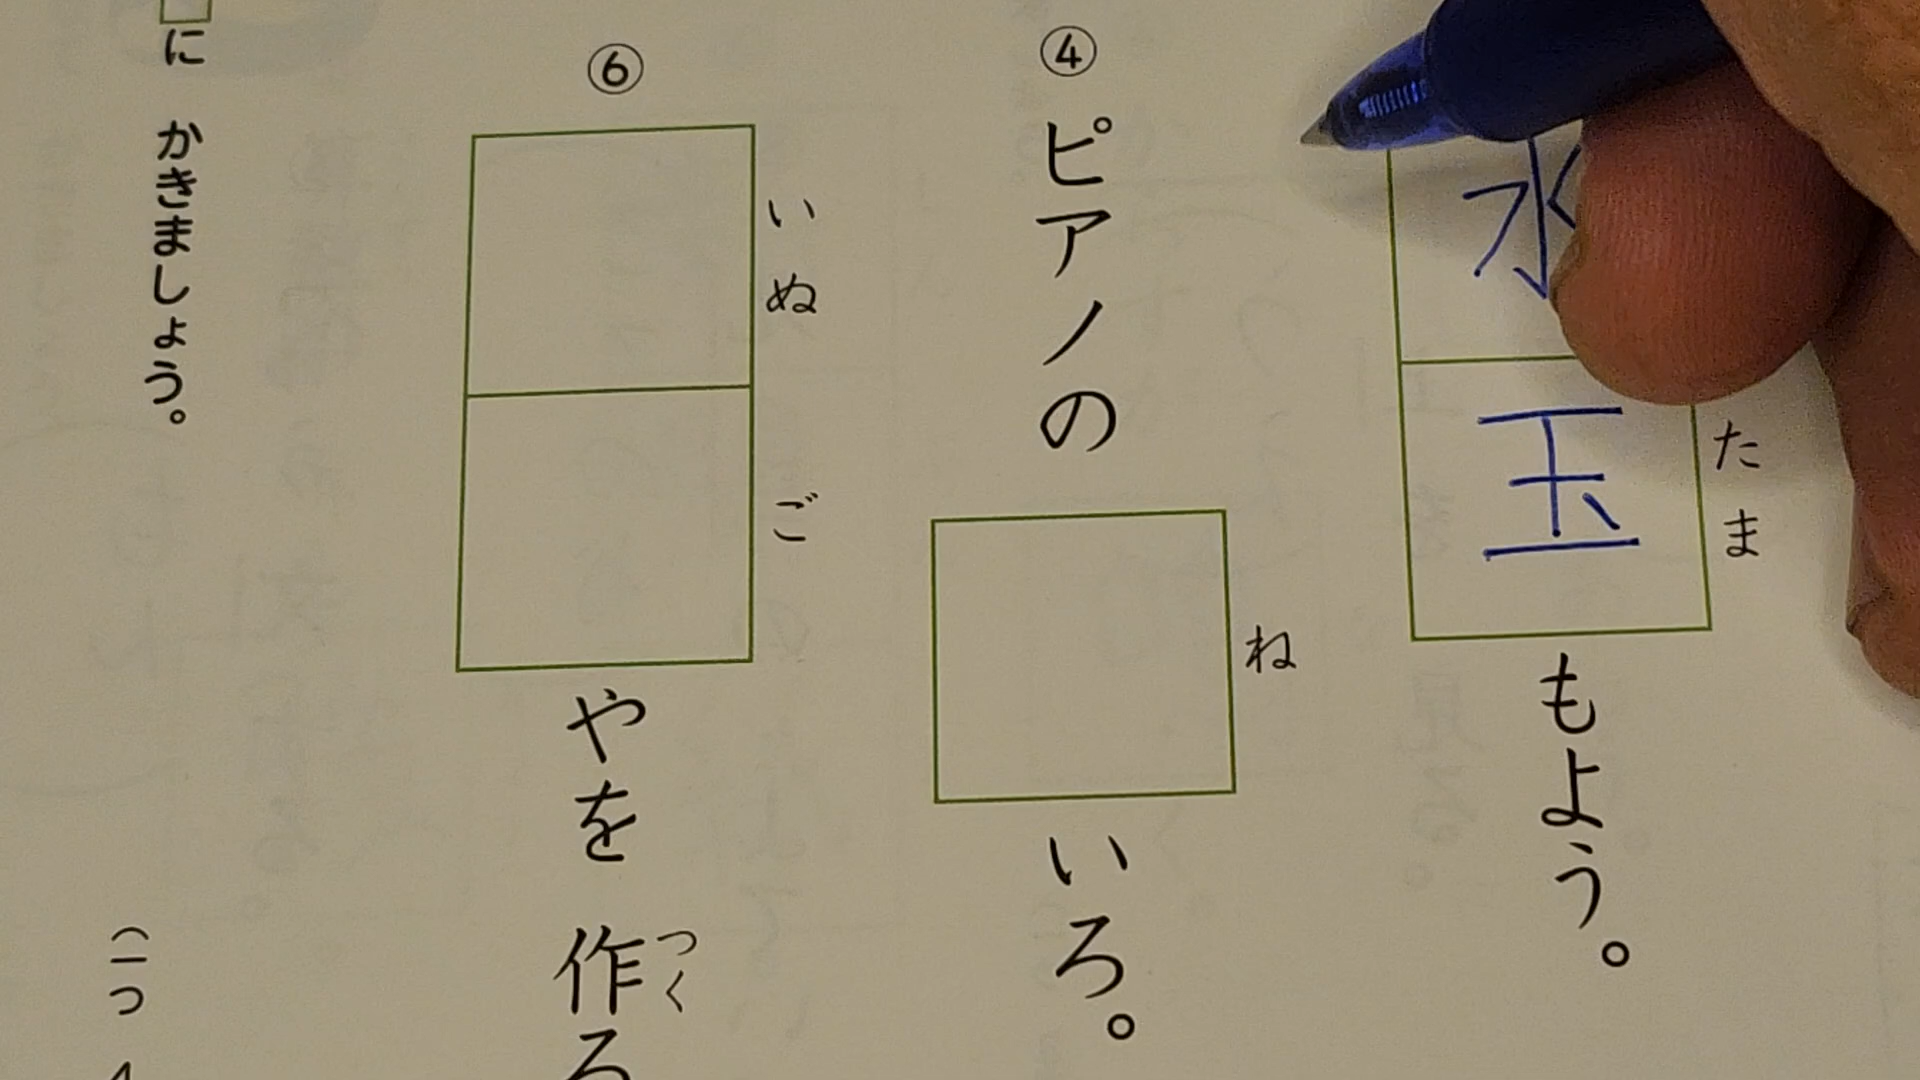 水玉もよう。
たま
④ピアノの□いろ。
ね
⑥□□やを作る
いぬ
ご
つく
□にかきましょう。
(一つ